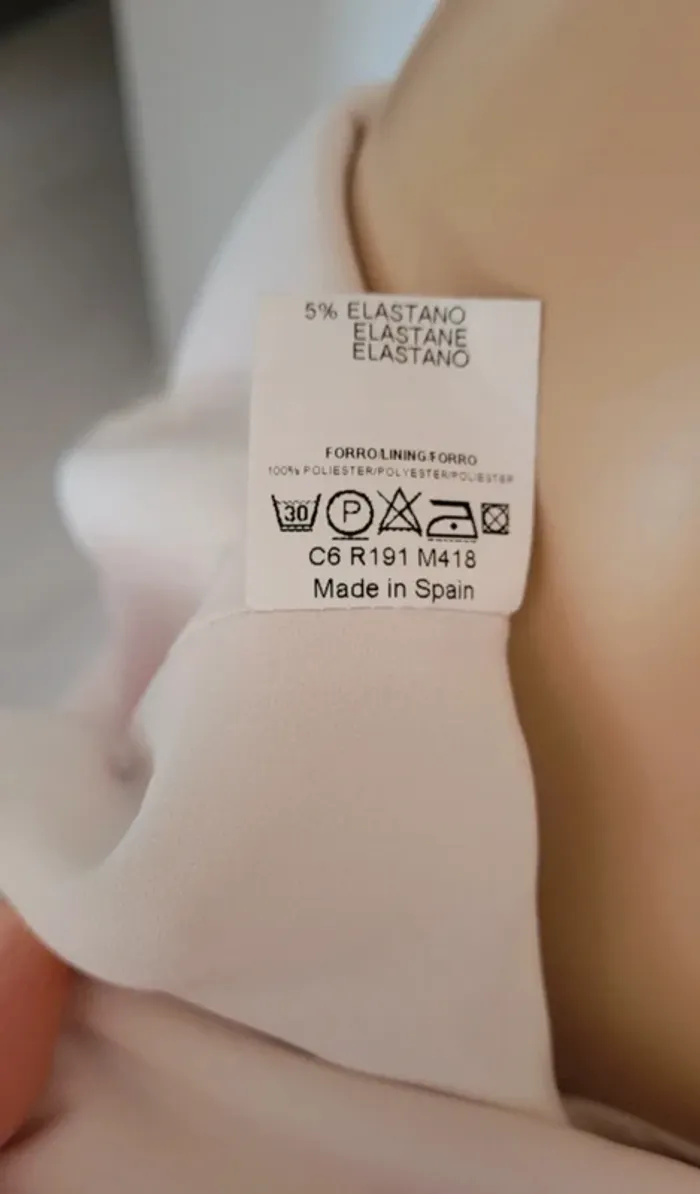 5% ELASTANO
ELASTANE
ELASTANO
FORRO/LINING/FORRO
100% POLIESTER/POLYESTER/POLIESTER
30 P
C6 R191 M418
Made in Spain